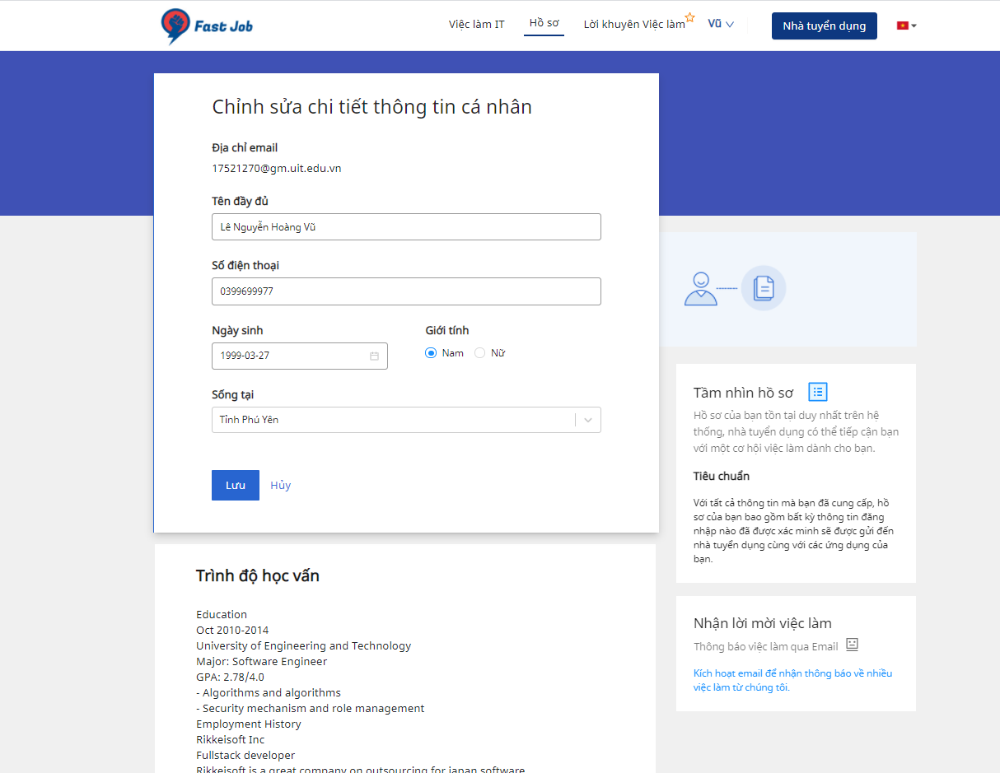 Fast Job
Việc làm IT
Hồ sơ
Lời khuyên Việc làm
Vũ
Nhà tuyển dụng
Chỉnh sửa chi tiết thông tin cá nhân
Địa chỉ email
17521270@gm.uit.edu.vn
Tên đầy đủ
Lê Nguyễn Hoàng Vũ
Số điện thoại
0399699977
Ngày sinh
Giới tính
1999-03-27
Nam
Nữ
Sống tại
Tỉnh Phú Yên
Lưu
Hủy
Trình độ học vấn
Education
Oct 2010-2014
University of Engineering and Technology
Major: Software Engineer
GPA: 2.78/4.0
- Algorithms and algorithms
- Security mechanism and role management
Employment History
Rikkeisoft Inc
Fullstack developer
Rikkeisoft is a great company on outsourcing for japan software
Tầm nhìn hồ sơ
Hồ sơ của bạn tồn tại duy nhất trên hệ
thống, nhà tuyển dụng có thể tiếp cận bạn
với một cơ hội việc làm dành cho bạn.
Tiêu chuẩn
Với tất cả thông tin mà bạn đã cung cấp, hồ
sơ của bạn bao gồm bất kỳ thông tin đăng
nhập nào đã được xác minh sẽ được gửi đến
nhà tuyển dụng cùng với các ứng dụng của
bạn.
Nhận lời mời việc làm
Thông báo việc làm qua Email
Kích hoạt email để nhận thông báo về nhiều
việc làm từ chúng tôi.